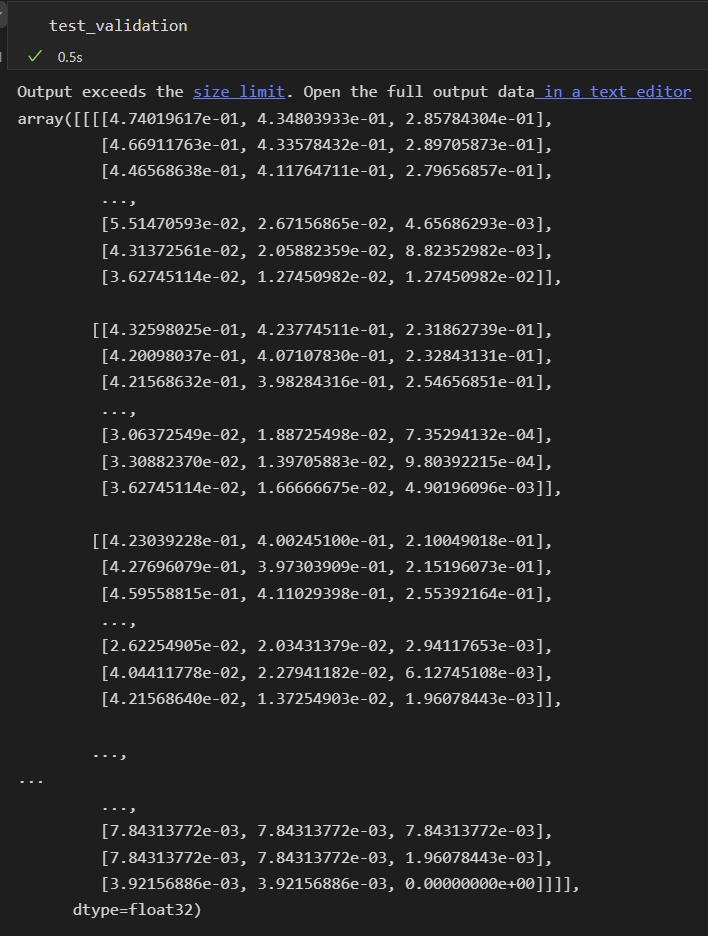 test_validation
0.5s
Output exceeds the size limit. Open the full output data in a text editor
array([[[[4.74019617e-01, 4.34803933e-01, 2.85784304e-01],
[4.66911763e-01, 4.33578432e-01, 2.89705873e-01],
[4.46568638e-01, 4.11764711e-01, 2.79656857e-01],
...,
[5.51470593e-02, 2.67156865e-02, 4.65686293e-03],
[4.31372561e-02, 2.05882359e-02, 8.82352982e-03],
[3.62745114e-02, 1.27450982e-02, 1.27450982e-02]],
[[4.32598025e-01, 4.23774511e-01, 2.31862739e-01],
[4.20098037e-01, 4.07107830e-01, 2.32843131e-01],
[4.21568632e-01, 3.98284316e-01, 2.54656851e-01],
...,
[3.06372549e-02, 1.88725498e-02, 7.35294132e-04],
[3.30882370e-02, 1.39705883e-02, 9.80392215e-04],
[3.62745114e-02, 1.66666675e-02, 4.90196096e-03]],
[[4.23039228e-01, 4.00245100e-01, 2.10049018e-01],
[4.27696079e-01, 3.97303909e-01, 2.15196073e-01],
[4.59558815e-01, 4.11029398e-01, 2.55392164e-01],
...,
[2.62254905e-02, 2.03431379e-02, 2.94117653e-03],
[4.04411778e-02, 2.27941182e-02, 6.12745108e-03],
[4.21568640e-02, 1.37254903e-02, 1.96078443e-03]],
...,
...
...,
[7.84313772e-03, 7.84313772e-03, 7.84313772e-03],
[7.84313772e-03, 7.84313772e-03, 1.96078443e-03],
[3.92156886e-03, 3.92156886e-03, 0.00000000e+00]]]],
dtype=float32)